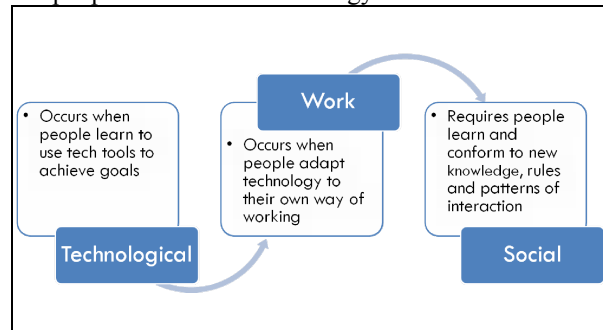 • Occurs when
people learn to
use tech tools to
achieve goals
Technological
Work
• Occurs when
people adapt
technology to
their own way of
working
• Requires people
learn and
conform to new
knowledge, rules
and patterns of
interaction
Social